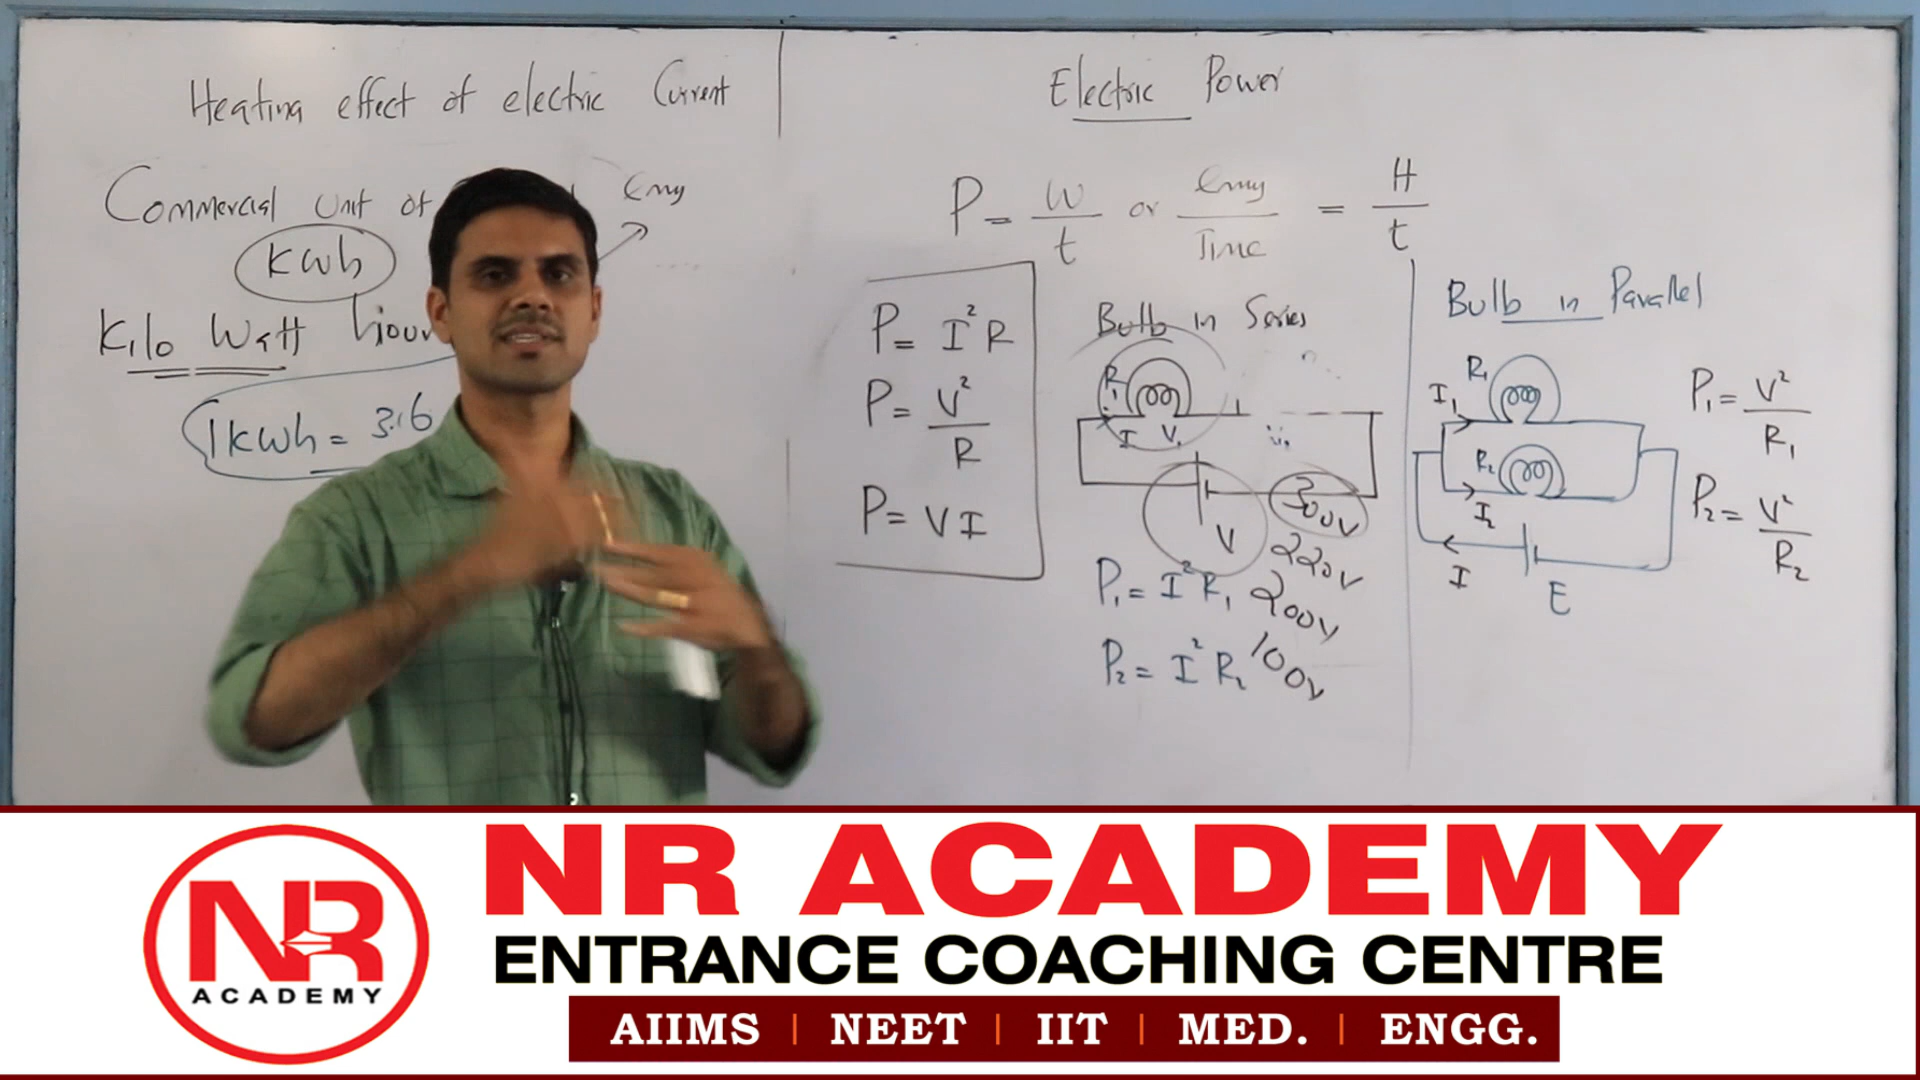 Heating effect of electric Current
Commercial Unit of
Emy
KWh
Kilo Watt hour
1 KWh = 3.6
Electric Power
P = W/t or Emy/Time = H/t
P = I²R
P = V²/R
P = VI
Bulb in Series
R₁
I V₁
V
300V
220V
200V
100V
P₁ = I²R₁
P₂ = I²R₂
Bulb in Parallel
R₁
I₁
R₂
I₂
I
E
P₁ = V²/R₁
P₂ = V²/R₂
NR
ACADEMY
NR ACADEMY
ENTRANCE COACHING CENTRE
AIIMS | NEET | IIT | MED. | ENGG.